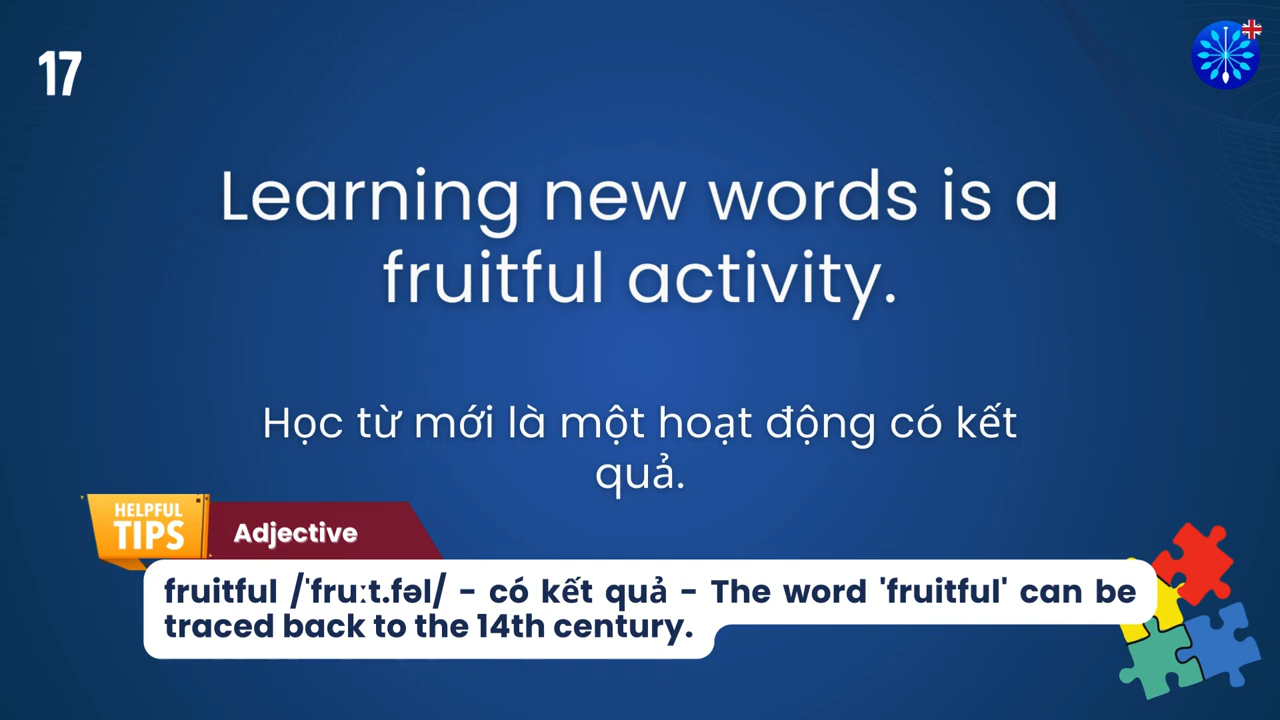 17
Learning new words is a
fruitful activity.
Học từ mới là một hoạt động có kết
quả.
HELPFUL
TIPS
Adjective
fruitful /ˈfruːt.fəl/ - có kết quả - The word 'fruitful' can be
traced back to the 14th century.